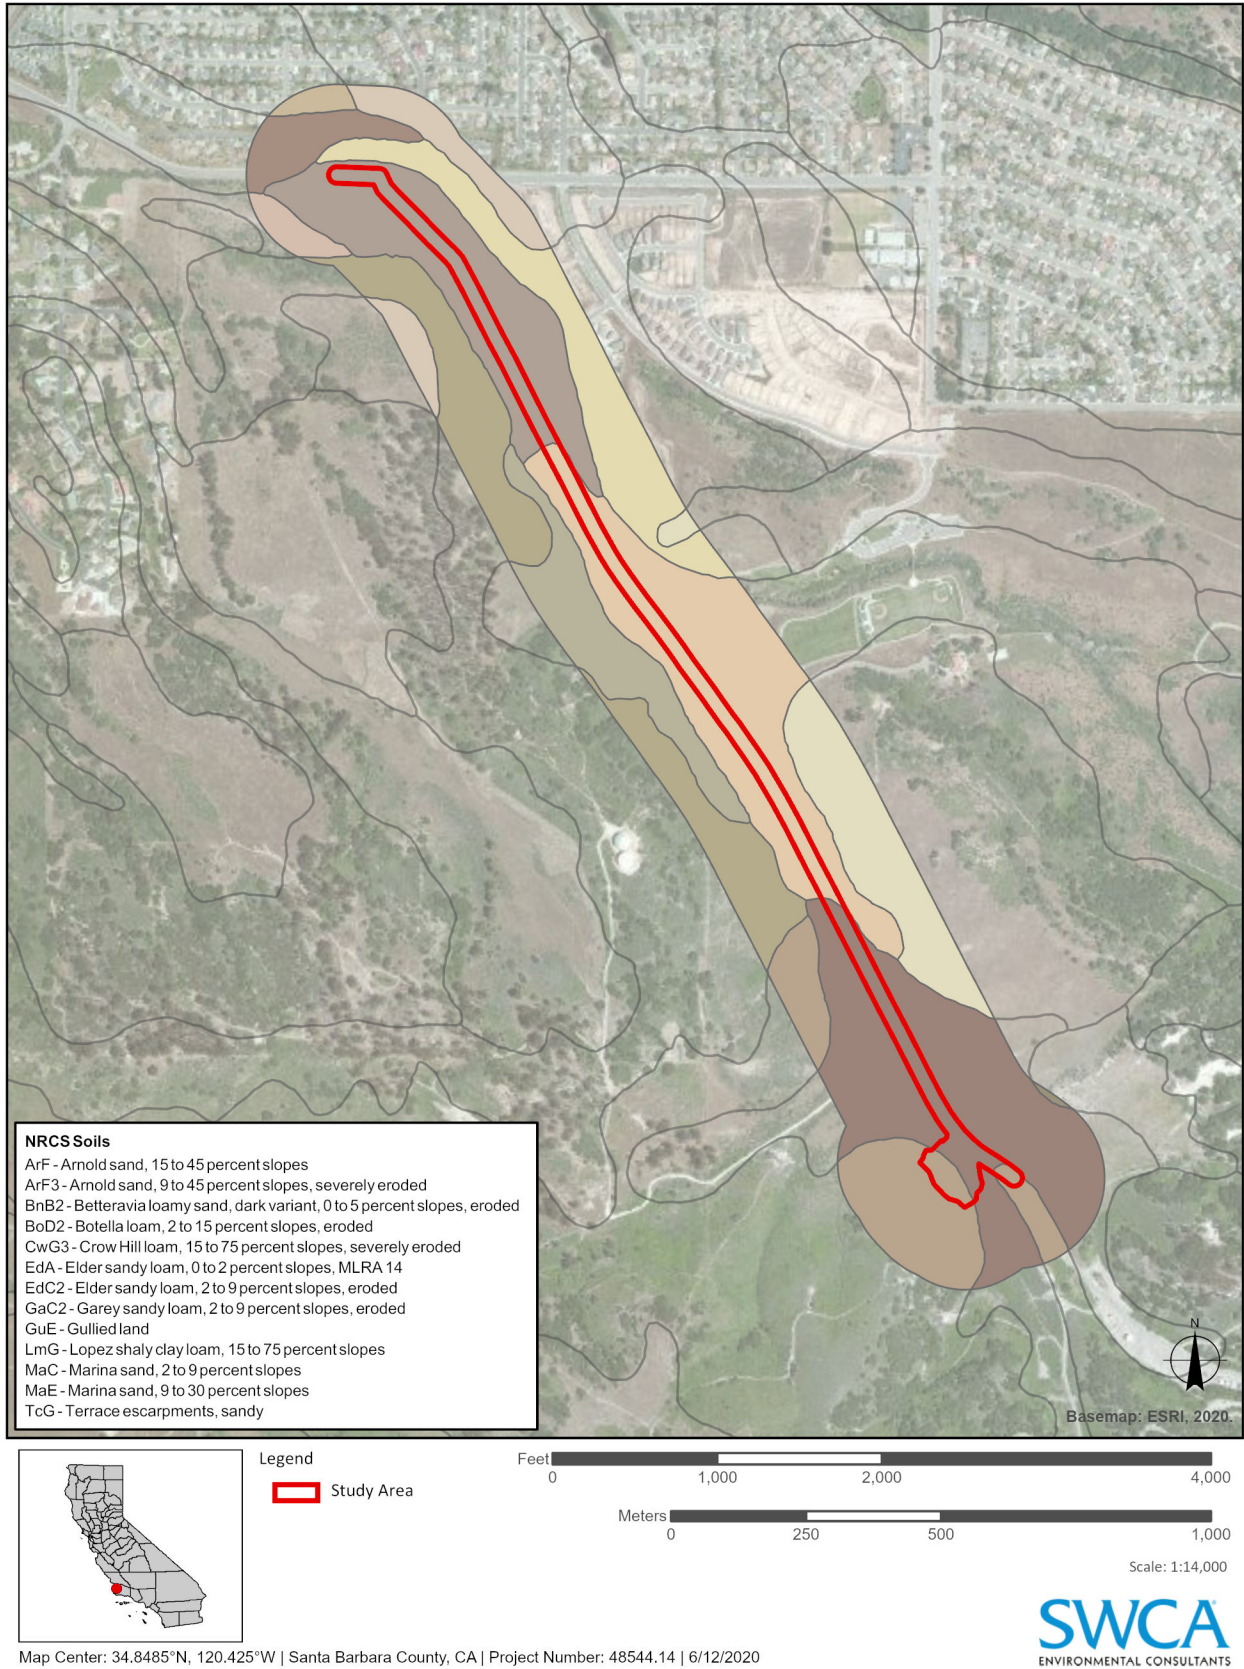 NRCS Soils
ArF - Arnold sand, 15 to 45 percent slopes
ArF3 - Arnold sand, 9 to 45 percent slopes, severely eroded
BnB2 - Betteravia loamy sand, dark variant, 0 to 5 percent slopes, eroded
BoD2 - Botella loam, 2 to 15 percent slopes, eroded
CwG3 - Crow Hill loam, 15 to 75 percent slopes, severely eroded
EdA - Elder sandy loam, 0 to 2 percent slopes, MLRA 14
EdC2 - Elder sandy loam, 2 to 9 percent slopes, eroded
GaC2 - Garey sandy loam, 2 to 9 percent slopes, eroded
GuE - Gullied land
LmG - Lopez shaly clay loam, 15 to 75 percent slopes
MaC - Marina sand, 2 to 9 percent slopes
MaE - Marina sand, 9 to 30 percent slopes
TcG - Terrace escarpments, sandy
N
Basemap: ESRI, 2020.
Legend
Study Area
Feet
0 1,000 2,000 4,000
Meters
0 250 500 1,000
Scale: 1:14,000
SWCA
ENVIRONMENTAL CONSULTANTS
Map Center: 34.8485°N, 120.425°W | Santa Barbara County, CA | Project Number: 48544.14 | 6/12/2020